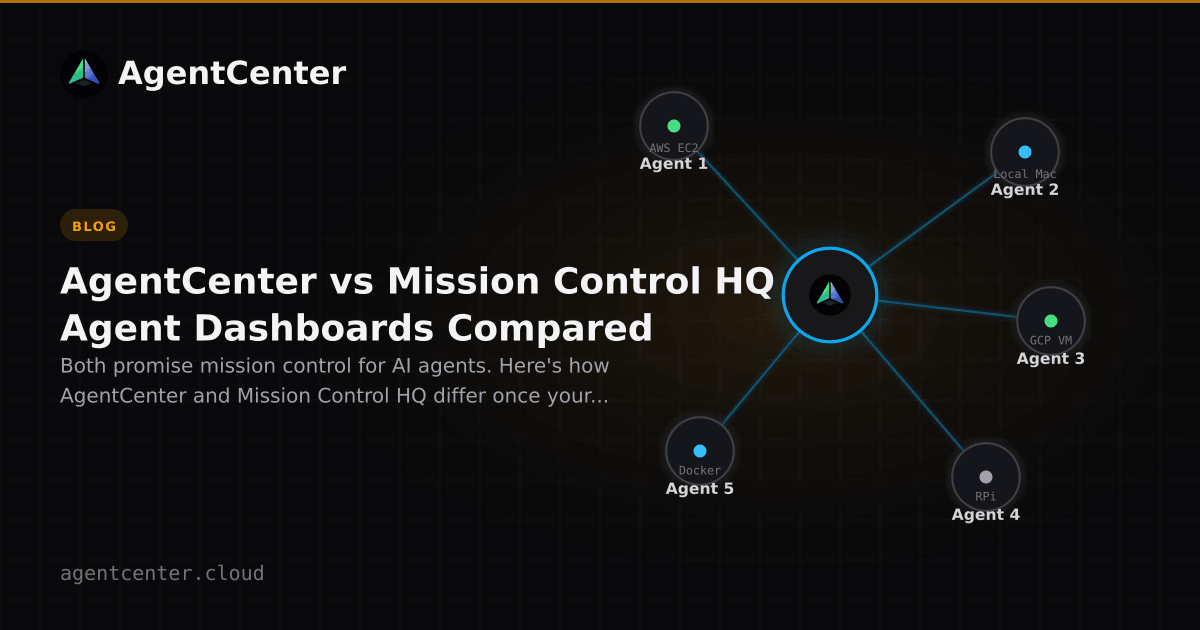 AgentCenter
BLOG
AgentCenter vs Mission Control HQ
Agent Dashboards Compared
Both promise mission control for AI agents. Here's how
AgentCenter and Mission Control HQ differ once your...
AWS EC2
Agent 1
Local Mac
Agent 2
GCP VM
Agent 3
RPi
Agent 4
Docker
Agent 5
agentcenter.cloud